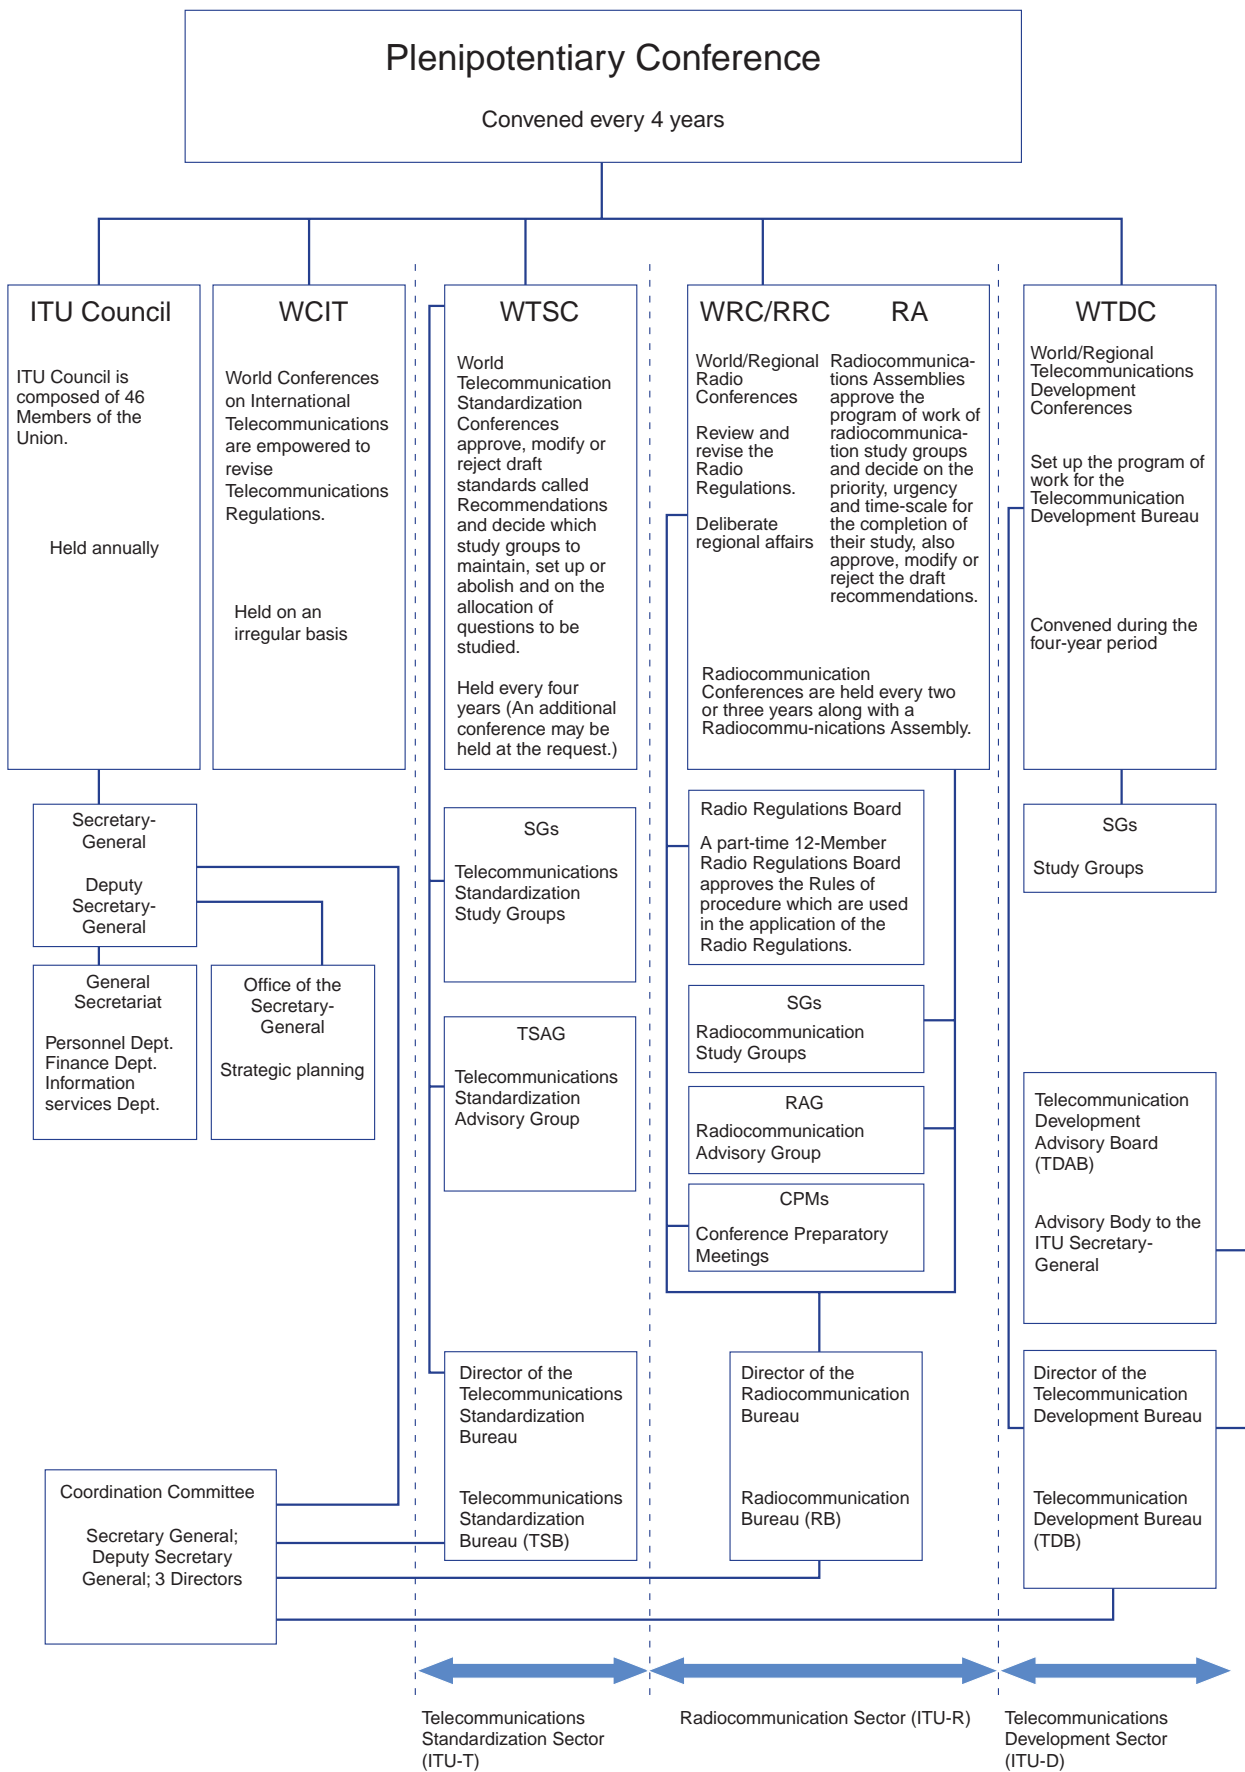 Plenipotentiary Conference
Convened every 4 years
ITU Council
ITU Council is
composed of 46
Members of the
Union.
Held annually
WCIT
World Conferences
on International
Telecommunications
are empowered to
revise
Telecommunications
Regulations.
Held on an
irregular basis
WTSC
World
Telecommunication
Standardization
Conferences
approve, modify or
reject draft
standards called
Recommendations
and decide which
study groups to
maintain, set up or
abolish and on the
allocation of
questions to be
studied.
Held every four
years (An additional
conference may be
held at the request.)
WRC/RRC
World/Regional
Radio
Conferences
Review and
revise the
Radio
Regulations.
Deliberate
regional affairs
RA
Radiocommunica-
tions Assemblies
approve the
program of work of
radiocommunica-
tion study groups
and decide on the
priority, urgency
and time-scale for
the completion of
their study, also
approve, modify or
reject the draft
recommendations.
Radiocommunication
Conferences are held every two
or three years along with a
Radiocommu-nications Assembly.
WTDC
World/Regional
Telecommunications
Development
Conferences
Set up the program of
work for the
Telecommunication
Development Bureau
Convened during the
four-year period
Secretary-
General
Deputy
Secretary-
General
General
Secretariat
Personnel Dept.
Finance Dept.
Information
services Dept.
Office of the
Secretary-
General
Strategic planning
SGs
Telecommunications
Standardization
Study Groups
TSAG
Telecommunications
Standardization
Advisory Group
Radio Regulations Board
A part-time 12-Member
Radio Regulations Board
approves the Rules of
procedure which are used
in the application of the
Radio Regulations.
SGs
Radiocommunication
Study Groups
RAG
Radiocommunication
Advisory Group
CPMs
Conference Preparatory
Meetings
SGs
Study Groups
Telecommunication
Development
Advisory Board
(TDAB)
Advisory Body to the
ITU Secretary-
General
Director of the
Telecommunications
Standardization
Bureau
Telecommunications
Standardization
Bureau (TSB)
Director of the
Radiocommunication
Bureau
Radiocommunication
Bureau (RB)
Director of the
Telecommunication
Development Bureau
Telecommunication
Development Bureau
(TDB)
Coordination Committee
Secretary General;
Deputy Secretary
General; 3 Directors
Telecommunications
Standardization Sector
(ITU-T)
Radiocommunication Sector (ITU-R)
Telecommunications
Development Sector
(ITU-D)